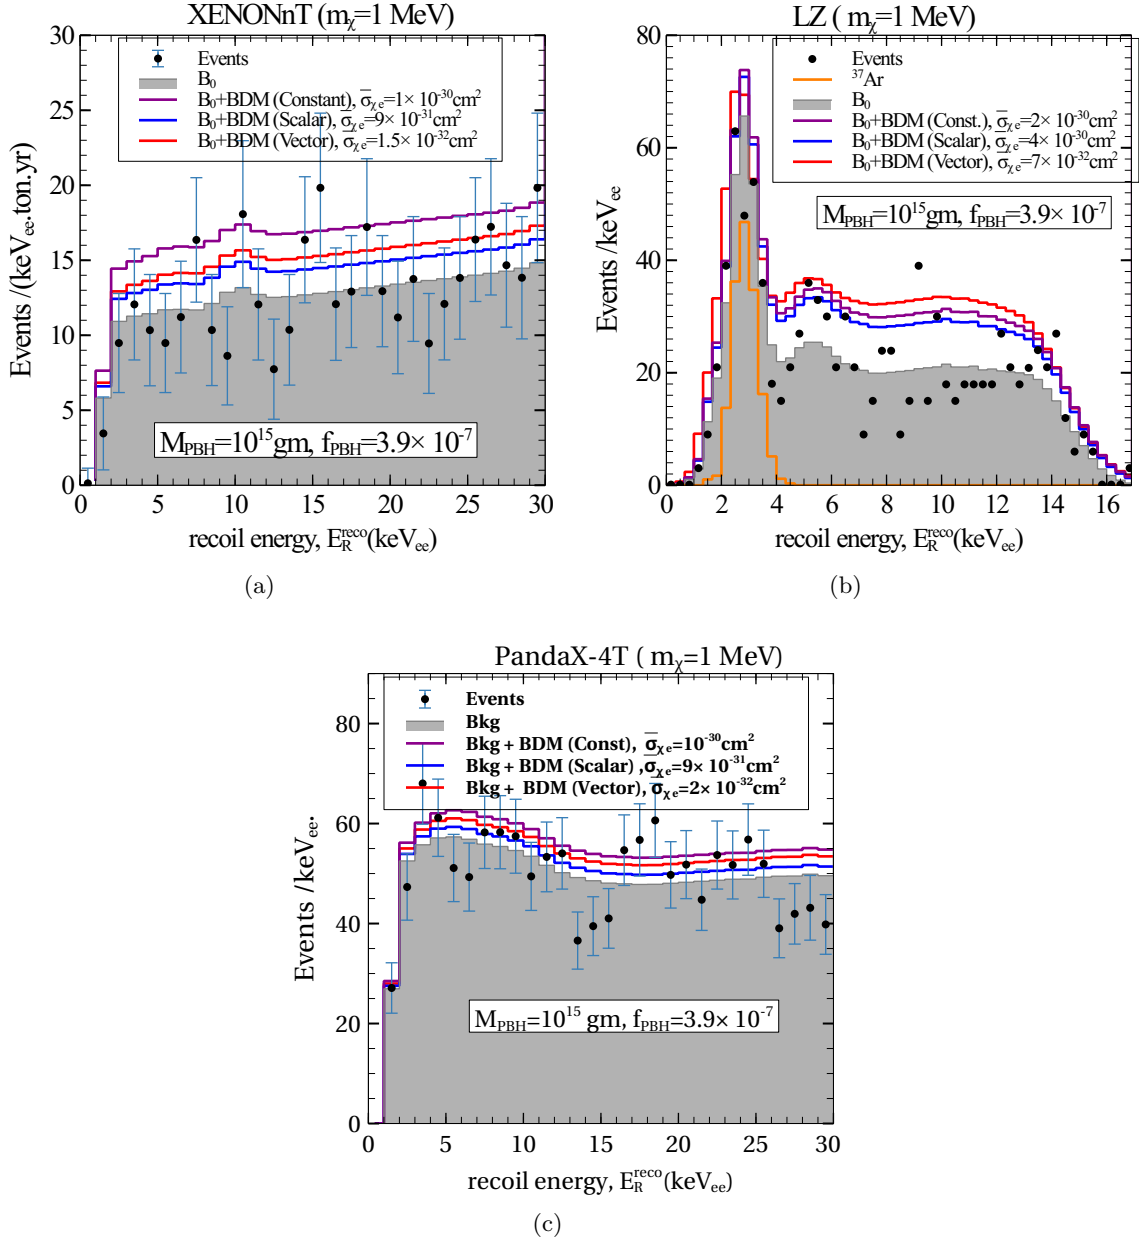 XENONnT (mχ=1 MeV)
Events
B₀
B₀+BDM (Constant), σ̅χe=1× 10⁻³⁰cm²
B₀+BDM (Scalar) σ̅χe=9× 10⁻³¹cm²
B₀+BDM (Vector) σ̅χe=1.5× 10⁻³²cm²
MPBH=10¹⁵gm, fPBH=3.9× 10⁻⁷
Events /(keVee.ton.yr)
30
25
20
15
10
5
0
0 5 10 15 20 25 30
recoil energy, ERreco(keVee)
(a)
LZ ( mχ=1 MeV)
Events
³⁷Ar
B₀
B₀+BDM (Const.), σ̅χe=2× 10⁻³⁰cm²
B₀+BDM (Scalar) σ̅χe=4× 10⁻³⁰cm²
B₀+BDM (Vector) σ̅χe=7× 10⁻³²cm²
MPBH=10¹⁵gm, fPBH=3.9× 10⁻⁷
Events /keVee
80
60
40
20
0
0 2 4 6 8 10 12 14 16
recoil energy, ERreco(keVee)
(b)
PandaX-4T ( mχ=1 MeV)
Events
Bkg
Bkg + BDM (Const), σ̅χe=10⁻³⁰cm²
Bkg + BDM (Scalar) ,σ̅χe=9× 10⁻³¹cm²
Bkg + BDM (Vector), σ̅χe=2× 10⁻³²cm²
MPBH=10¹⁵ gm, fPBH=3.9× 10⁻⁷
Events /keVee.
80
60
40
20
0
0 5 10 15 20 25 30
recoil energy, ERreco(keVee)
(c)